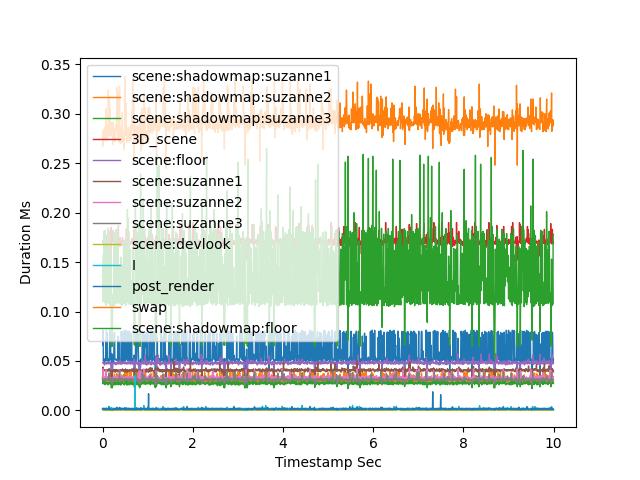 0.35
0.30
0.25
0.20
0.15
0.10
0.05
0.00
Duration Ms
scene:shadowmap:suzanne1
scene:shadowmap:suzanne2
scene:shadowmap:suzanne3
3D_scene
scene:floor
scene:suzanne1
scene:suzanne2
scene:suzanne3
scene:devlook
I
post_render
swap
scene:shadowmap:floor
0 2 4 6 8 10
Timestamp Sec